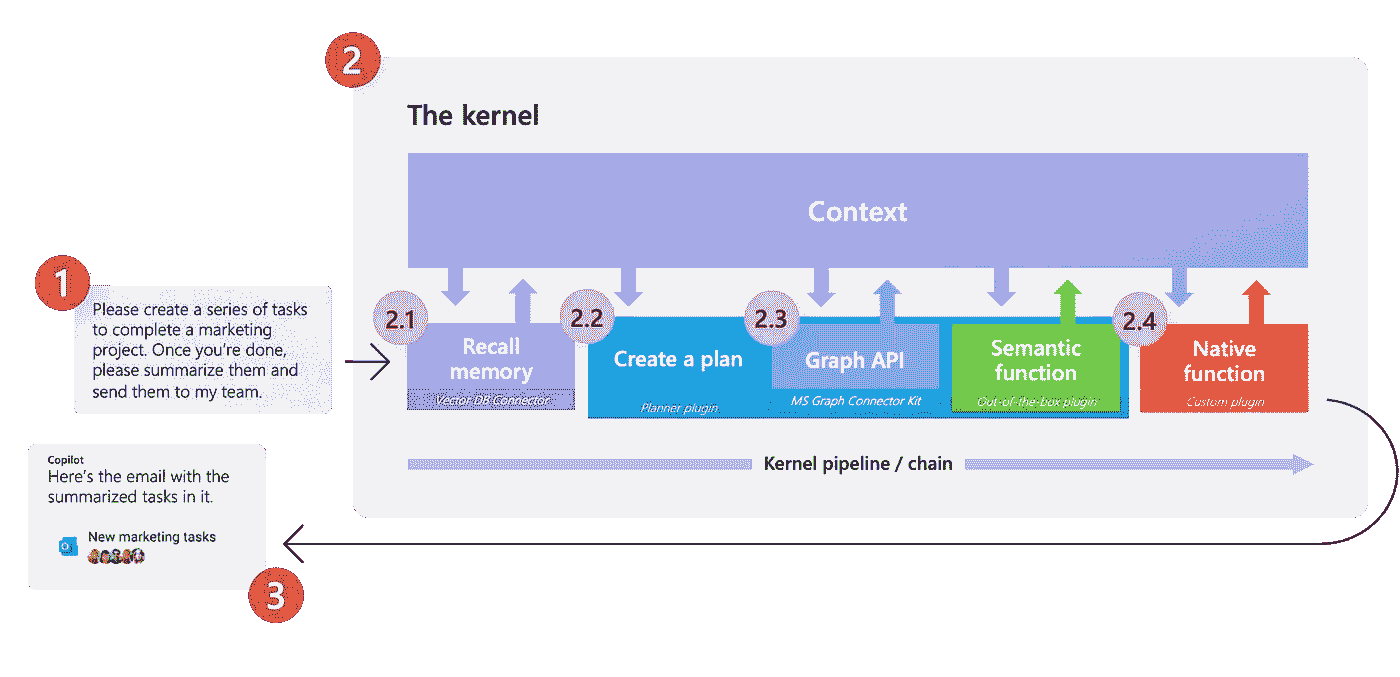 2
The kernel
Context
1
Please create a series of tasks
to complete a marketing
project. Once you're done,
please summarize them and
send them to my team.
2.1
Recall
memory
Vector DB Connector
2.2
Create a plan
Planner plugin
2.3
Graph API
MS Graph Connector Kit
Semantic
function
Out-of-the-box plugin
2.4
Native
function
Custom plugin
Kernel pipeline / chain
Copilot
Here's the email with the
summarized tasks in it.
New marketing tasks
3